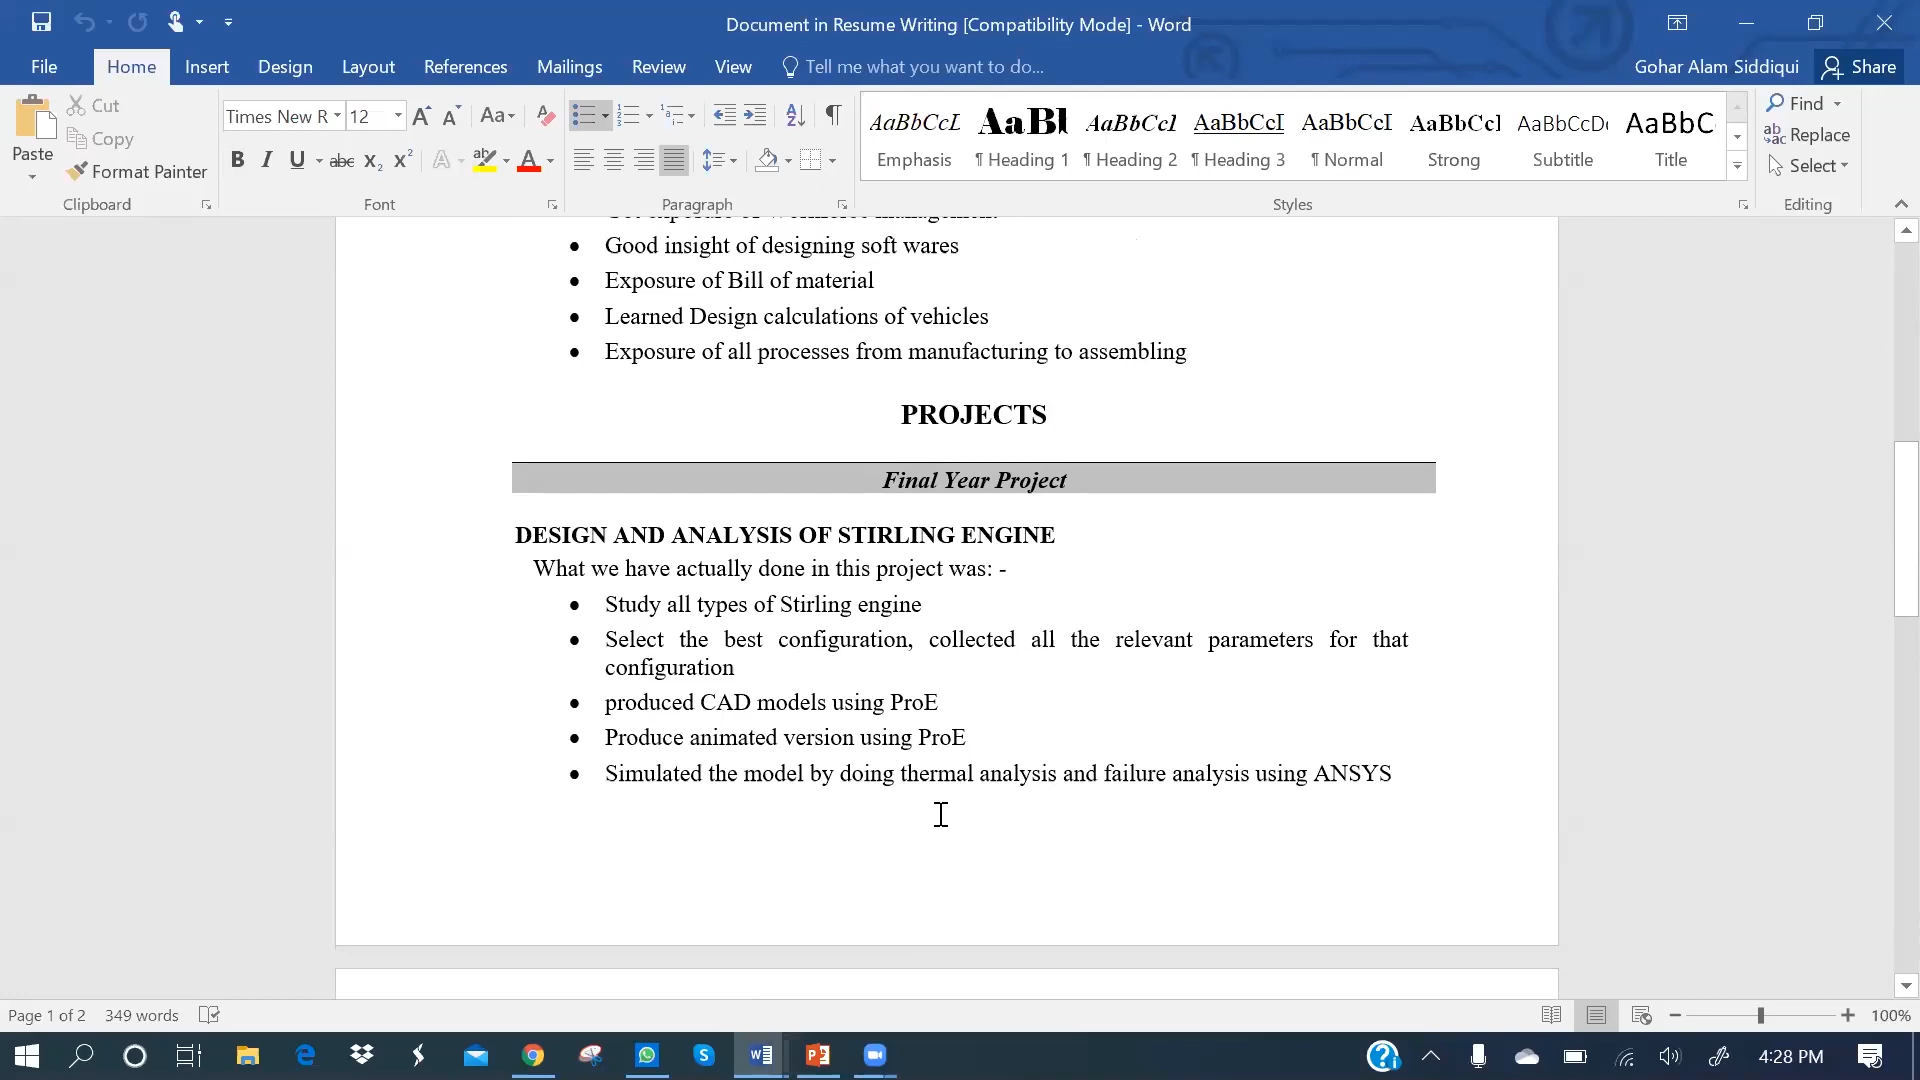 Document in Resume Writing [Compatibility Mode] - Word
File Home Insert Design Layout References Mailings Review View Tell me what you want to do... Gohar Alam Siddiqui Share
Paste
Cut
Copy
Format Painter
Clipboard
Times New R 12
Aa
B I U abc X₂ X² A A
Font
Paragraph
AaBbCcL AaBl AaBbCcl AaBbCcI AaBbCcI AaBbCcl AaBbCcDc AaBbC
Emphasis ¶ Heading 1 ¶ Heading 2 ¶ Heading 3 ¶ Normal Strong Subtitle Title
Styles
Find
Replace
Select
Editing
• Good insight of designing soft wares
• Exposure of Bill of material
• Learned Design calculations of vehicles
• Exposure of all processes from manufacturing to assembling
PROJECTS
Final Year Project
DESIGN AND ANALYSIS OF STIRLING ENGINE
What we have actually done in this project was: -
• Study all types of Stirling engine
• Select the best configuration, collected all the relevant parameters for that
configuration
• produced CAD models using ProE
• Produce animated version using ProE
• Simulated the model by doing thermal analysis and failure analysis using ANSYS
Page 1 of 2 349 words 100%
4:28 PM